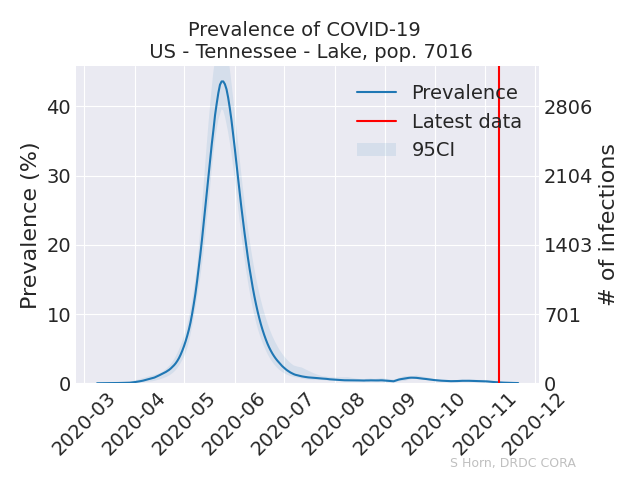 Prevalence of COVID-19
US - Tennessee - Lake, pop. 7016
Prevalence (%)
0
10
20
30
40
Prevalence
Latest data
95CI
0
701
1403
2104
2806
# of infections
2020-03
2020-04
2020-05
2020-06
2020-07
2020-08
2020-09
2020-10
2020-11
2020-12
S Horn, DRDC CORA